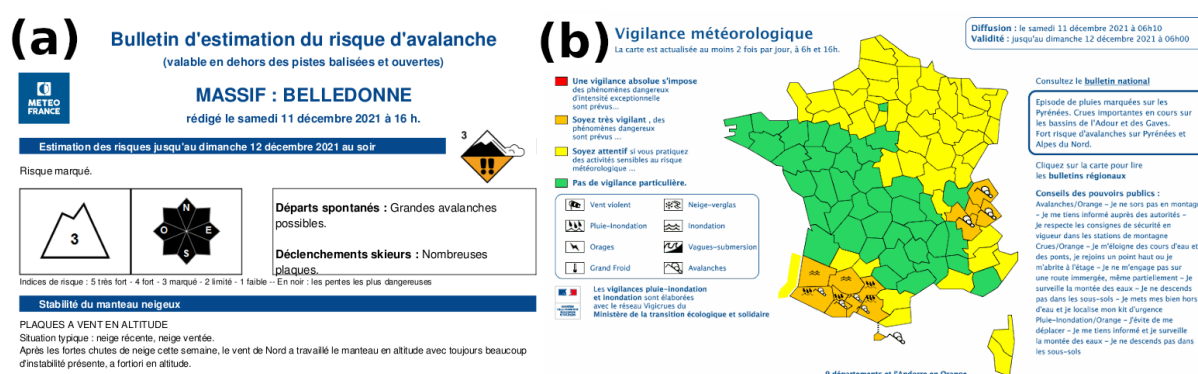 (a)
Bulletin d'estimation du risque d'avalanche
(valable en dehors des pistes balisées et ouvertes)
METEO
FRANCE
MASSIF : BELLEDONNE
rédigé le samedi 11 décembre 2021 à 16 h.
Estimation des risques jusqu'au dimanche 12 décembre 2021 au soir
3
!!
Risque marqué.
3
N
O
E
S
Départs spontanés : Grandes avalanches
possibles.
Déclenchements skieurs : Nombreuses
plaques.
Indices de risque : 5 très fort - 4 fort - 3 marqué - 2 limité - 1 faible -- En noir : les pentes les plus dangereuses
Stabilité du manteau neigeux
PLAQUES A VENT EN ALTITUDE
Situation typique : neige récente, neige ventée.
Après les fortes chutes de neige cette semaine, le vent de Nord a travaillé le manteau en altitude avec toujours beaucoup
d'instabilité présente, a fortiori en altitude.
(b)
Vigilance météorologique
La carte est actualisée au moins 2 fois par jour, à 6h et 16h.
Diffusion : le samedi 11 décembre 2021 à 06h10
Validité : jusqu'au dimanche 12 décembre 2021 à 06h00
Une vigilance absolue s'impose
des phénomènes dangereux
d'intensité exceptionnelle
sont prévus...
Soyez très vigilant , des
phénomènes dangereux
sont prévus ...
Soyez attentif si vous pratiquez
des activités sensibles au risque
météorologique ...
Pas de vigilance particulière.
Vent violent
Neige-verglas
Pluie-Inondation
Inondation
Orages
Vagues-submersion
Grand Froid
Avalanches
Les vigilances pluie-inondation
et inondation sont élaborées
avec le réseau Vigicrues du
Ministère de la transition écologique et solidaire
Consultez le bulletin national
Episode de pluies marquées sur les
Pyrénées. Crues importantes en cours sur
les bassins de l'Adour et des Gaves.
Fort risque d'avalanches sur Pyrénées et
Alpes du Nord.
Cliquez sur la carte pour lire
les bulletins régionaux
Conseils des pouvoirs publics :
Avalanches/Orange - Je ne sors pas en montag
- Je me tiens informé auprès des autorités -
Je respecte les consignes de sécurité en
vigueur dans les stations de montagne
Crues/Orange - Je m'éloigne des cours d'eau et
des ponts, je rejoins un point haut ou je
m'abrite à l'étage - Je ne m'engage pas sur
une route immergée, même partiellement - Je
surveille la montée des eaux - Je ne descends
pas dans les sous-sols - Je mets mes bien hors
d'eau et je localise mon kit d'urgence
Pluie-Inondation/Orange - J'évite de me
déplacer - Je me tiens informé et je surveille
la montée des eaux - Je ne descends pas dans
les sous-sols
9 départements et l'Andorre en Orange